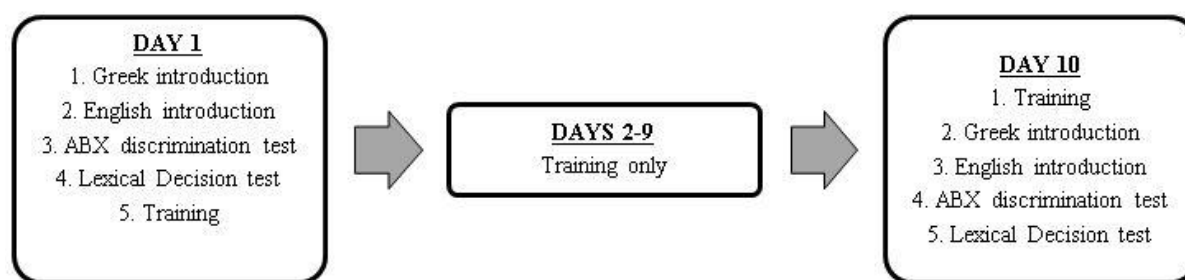 DAY 1
1. Greek introduction
2. English introduction
3. ABX discrimination test
4. Lexical Decision test
5. Training
DAYS 2-9
Training only
DAY 10
1. Training
2. Greek introduction
3. English introduction
4. ABX discrimination test
5. Lexical Decision test